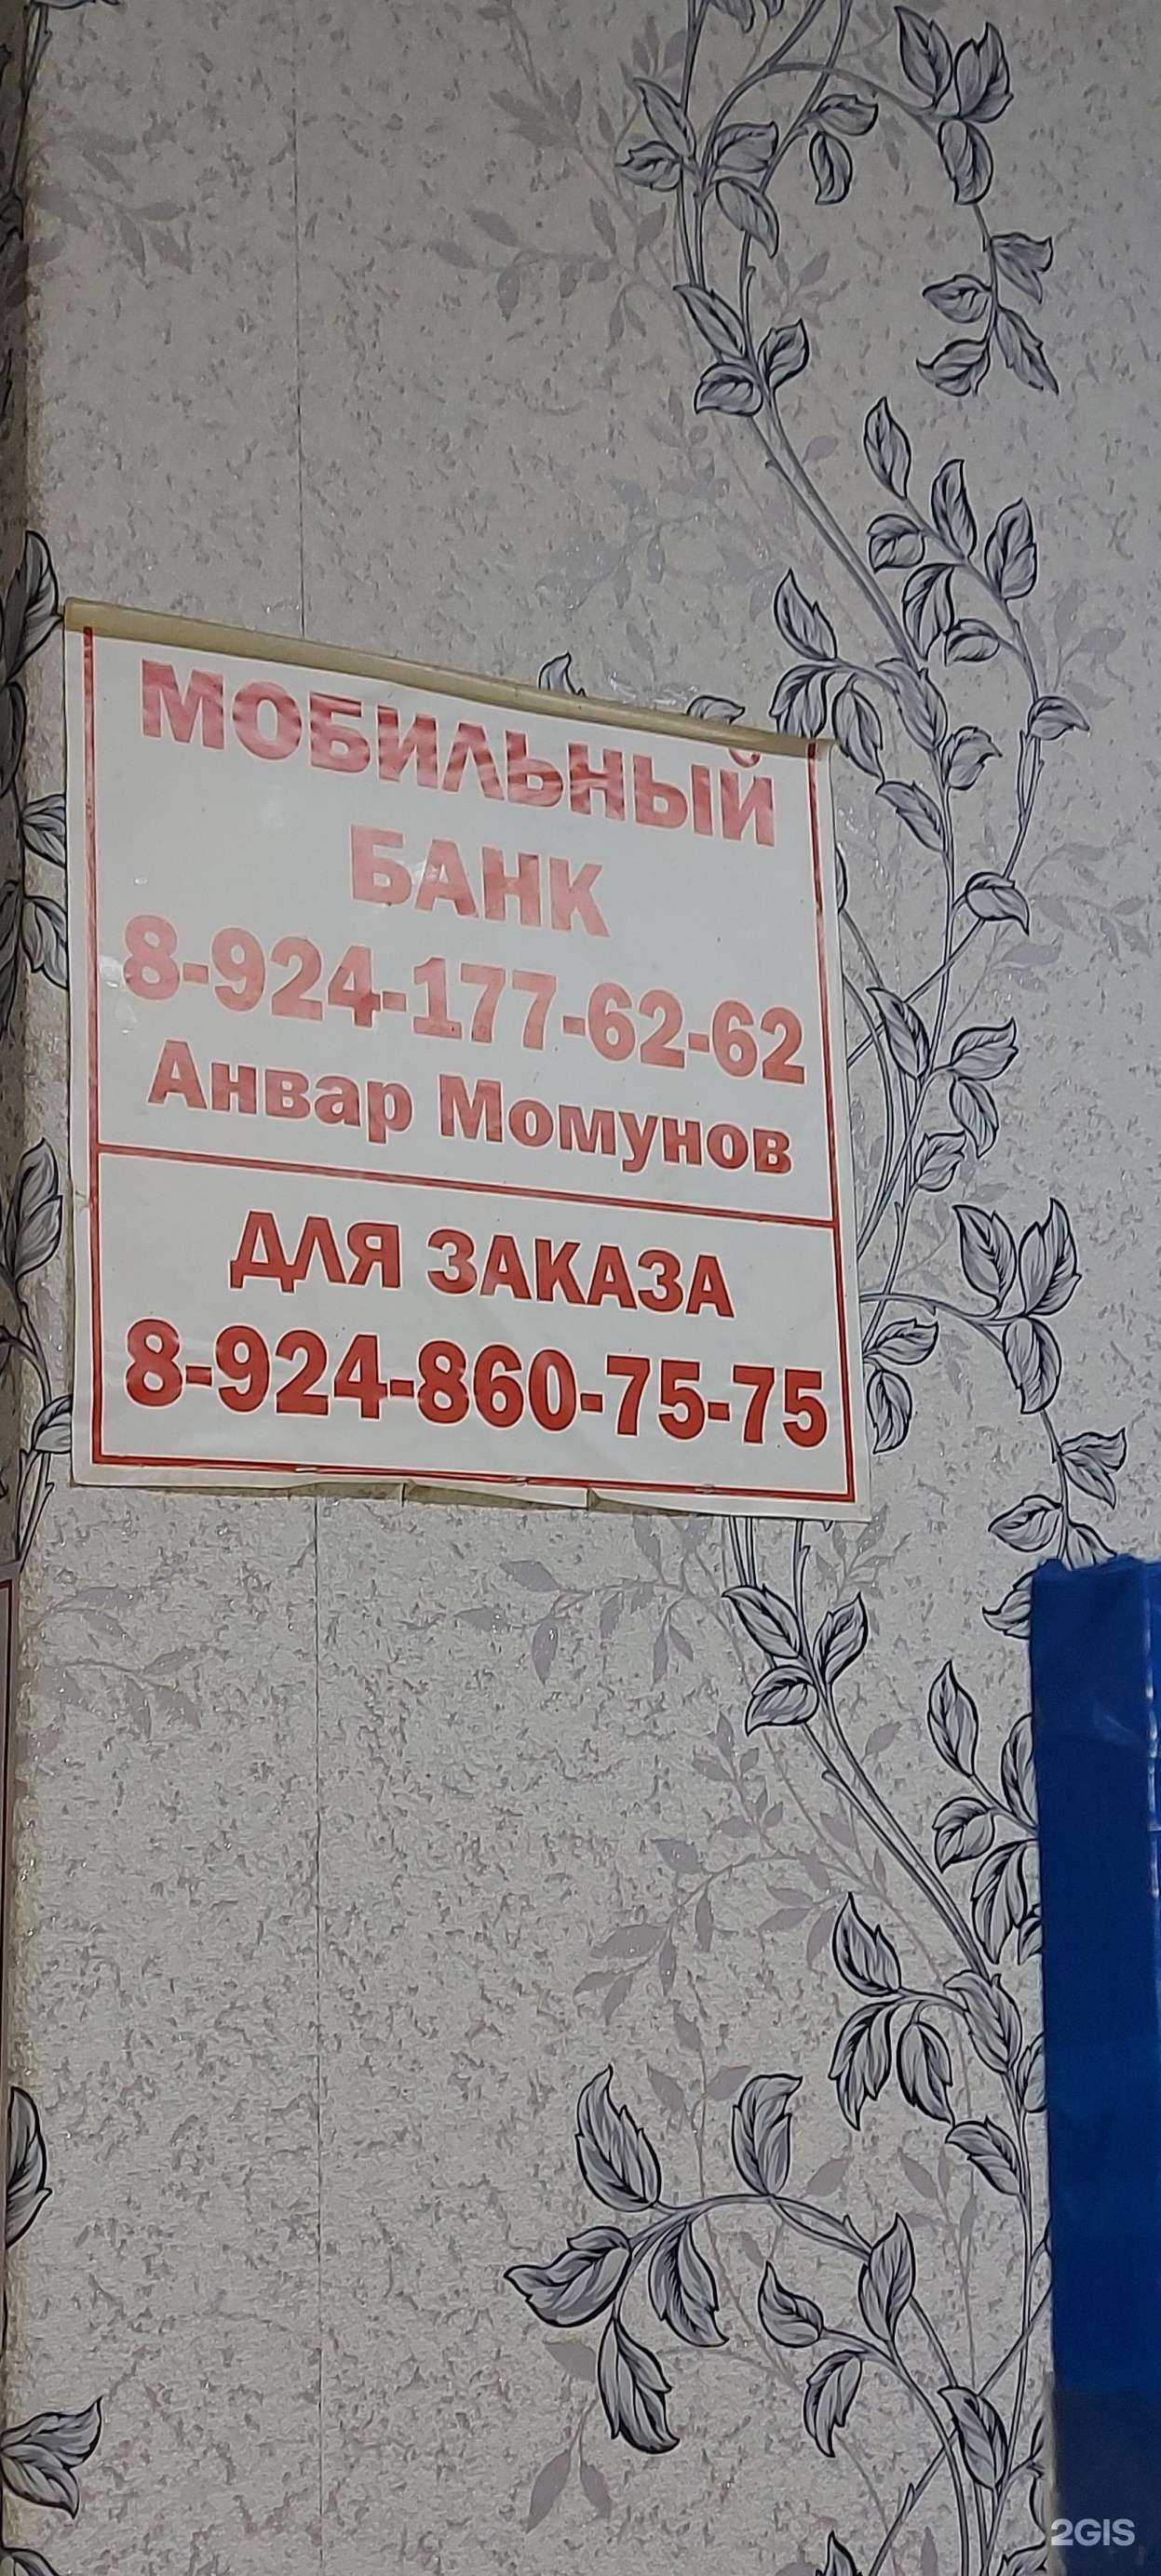 МОБИЛЬНЫЙ
БАНК
8-924-177-62-62
Анвар Момунов
ДЛЯ ЗАКАЗА
8-924-860-75-75
2GIS